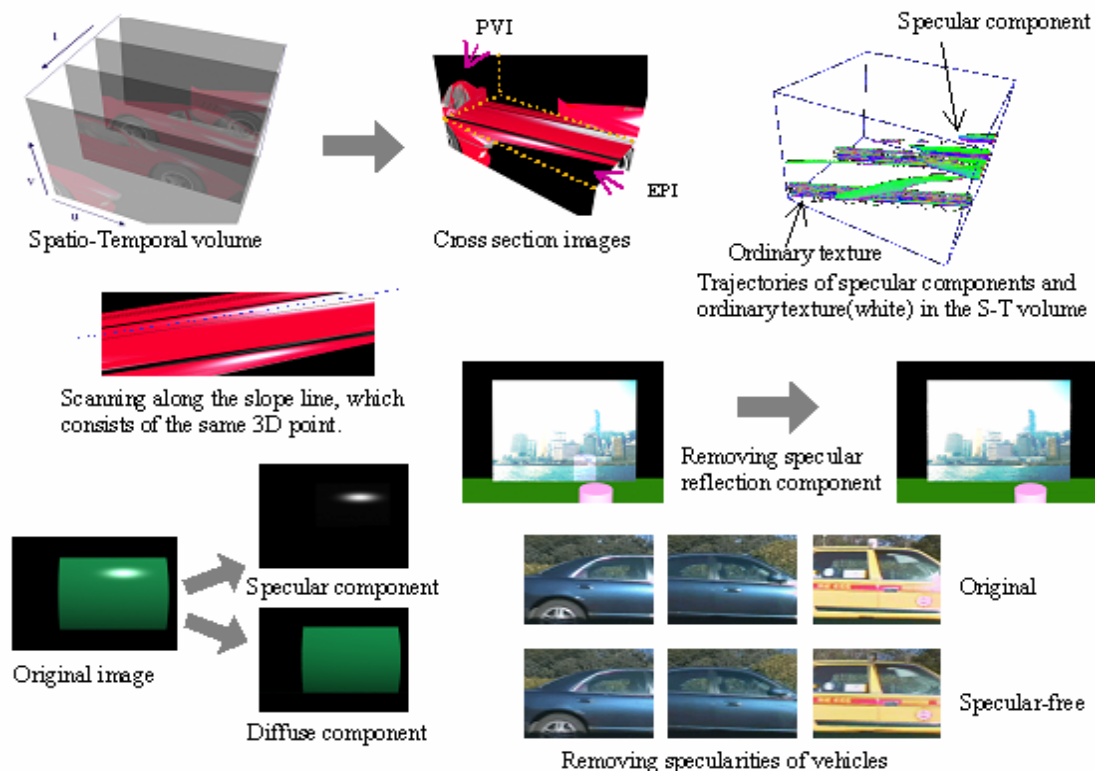 PVI
Specular component
t
v
u
EPI
Spatio-Temporal volume
Cross section images
Ordinary texture
Trajectories of specular components and
ordinary texture(white) in the S-T volume
Scanning along the slope line, which
consists of the same 3D point.
Removing specular
reflection component
Specular component
Original image
Diffuse component
Original
Specular-free
Removing specularities of vehicles